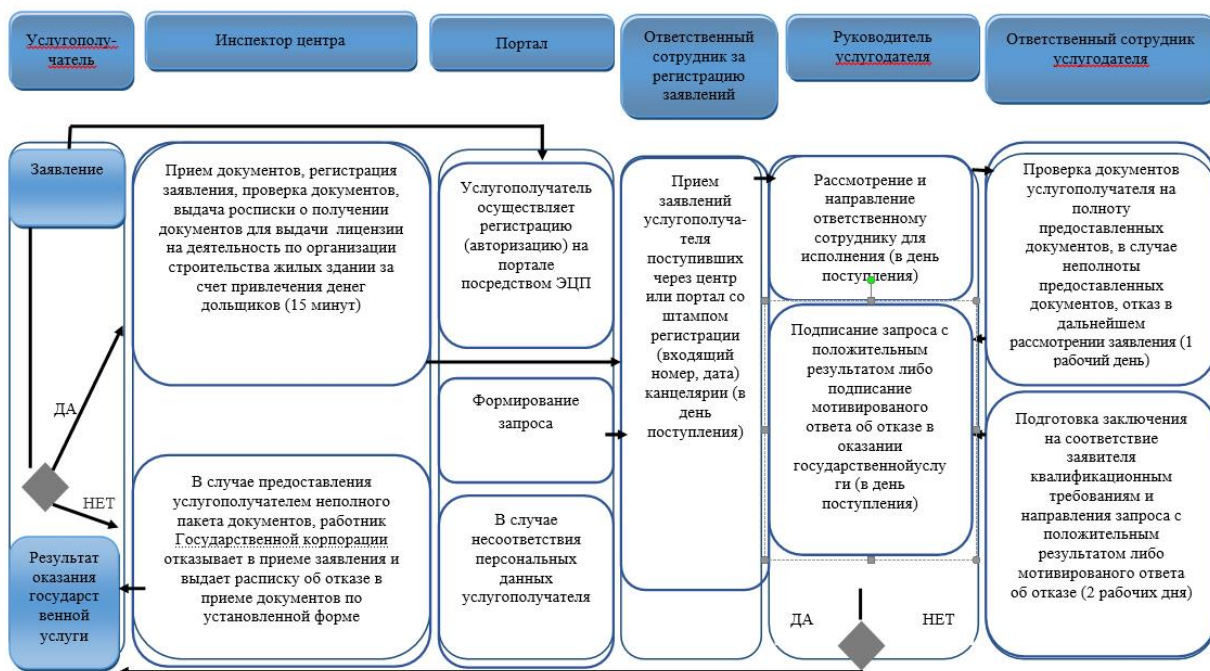 Услугополу-
чатель
Инспектор центра
Портал
Ответственный
сотрудник за
регистрацию
заявлений
Руководитель
услугодателя
Ответственный сотрудник
услугодателя
Заявление
ДА
НЕТ
Результат
оказания
государст
венной
услуги
Прием документов, регистрация
заявления, проверка документов,
выдача росписки о получении
документов для выдачи лицензии
на деятельность по организации
строительства жилых здании за
счет привлечения денег
дольщиков (15 минут)
В случае предоставления
услугополучателем неполного
пакета документов, работник
Государственной корпорации
отказывает в приеме заявления и
выдает расписку об отказе в
приеме документов по
установленной форме
Услугополучатель
осуществляет
регистрацию
(авторизацию) на
портале
посредством ЭЦП
Формирование
запроса
В случае
несоответствия
персональных
данных
услугополучателя
Прием
заявлений
услугополуча-
теля
поступивших
через центр
или портал со
штампом
регистрации
(входящий
номер, дата)
канцелярии (в
день
поступления)
Рассмотрение и
направление
ответственному
сотруднику для
исполнения (в день
поступления)
Подписание запроса с
положительным
результатом либо
подписание
мотивированого
ответа об отказе в
оказании
государственнойуслу
ги (в день
поступления)
ДА
НЕТ
Проверка документов
услугополучателя на
полноту
предоставленных
документов, в случае
неполноты
предоставленных
документов, отказ в
дальнейшем
рассмотрении заявления (1
рабочий день)
Подготовка заключения
на соответствие
заявителя
квалификационным
требованиям и
направления запроса с
положительным
результатом либо
мотивированого ответа
об отказе (2 рабочих дня)